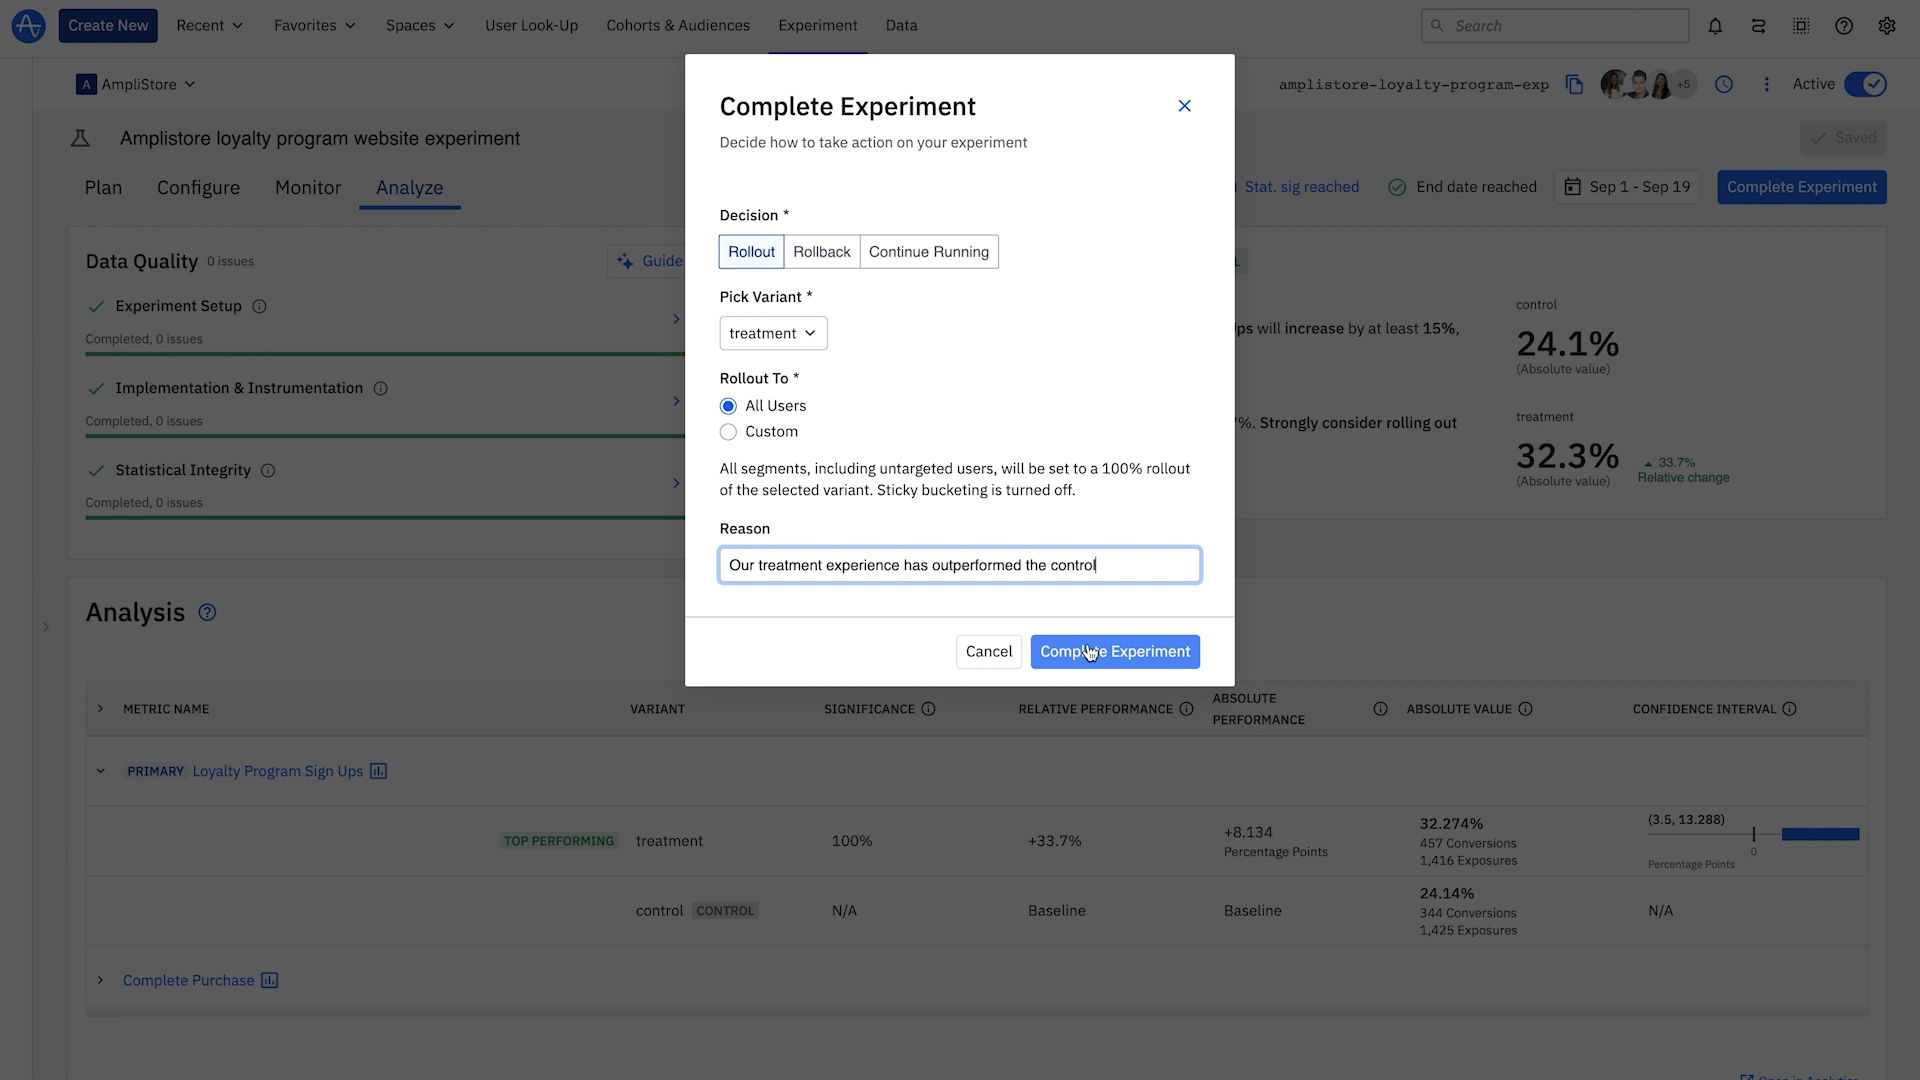 Create New
Recent
Favorites
Spaces
User Look-Up
Cohorts & Audiences
Experiment
Data
Search
A AmpliStore
amplistore-loyalty-program-exp
+5
Active
Amplistore loyalty program website experiment
Saved
Plan
Configure
Monitor
Analyze
Stat. sig reached
End date reached
Sep 1 - Sep 19
Complete Experiment
Data Quality 0 issues
Guide
Experiment Setup
Completed, 0 issues
Implementation & Instrumentation
Completed, 0 issues
Statistical Integrity
Completed, 0 issues
Complete Experiment
Decide how to take action on your experiment
Decision *
Rollout Rollback Continue Running
Pick Variant *
treatment
Rollout To *
All Users
Custom
All segments, including untargeted users, will be set to a 100% rollout
of the selected variant. Sticky bucketing is turned off.
Reason
Our treatment experience has outperformed the control
Cancel
Complete Experiment
will increase by at least 15%,
%. Strongly consider rolling out
control
24.1%
(Absolute value)
treatment
32.3%
(Absolute value)
33.7%
Relative change
Analysis
METRIC NAME
VARIANT
SIGNIFICANCE
RELATIVE PERFORMANCE
ABSOLUTE
PERFORMANCE
ABSOLUTE VALUE
CONFIDENCE INTERVAL
PRIMARY Loyalty Program Sign Ups
TOP PERFORMING
treatment
100%
+33.7%
+8.134
Percentage Points
32.274%
457 Conversions
1,416 Exposures
(3.5, 13.288)
0
Percentage Points
control CONTROL
N/A
Baseline
Baseline
24.14%
344 Conversions
1,425 Exposures
N/A
Complete Purchase